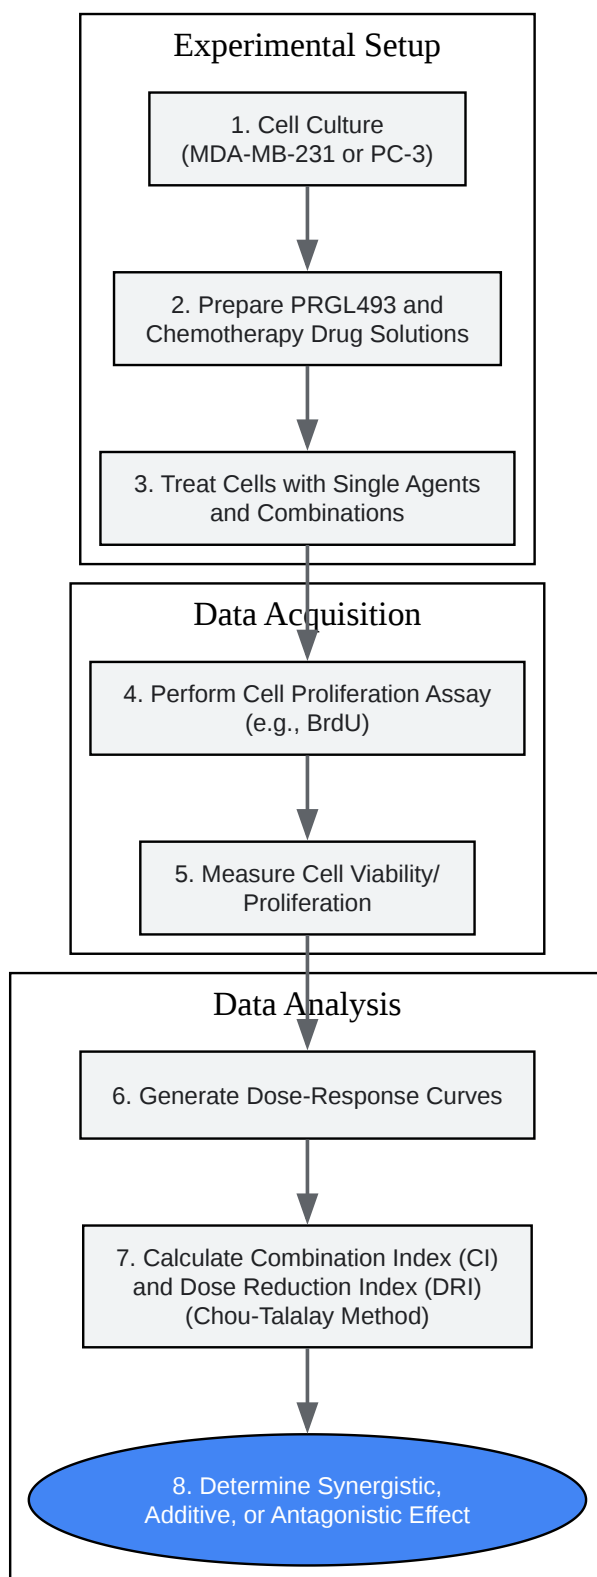 Experimental Setup
1. Cell Culture
(MDA-MB-231 or PC-3)
2. Prepare PRGL493 and
Chemotherapy Drug Solutions
3. Treat Cells with Single Agents
and Combinations
Data Acquisition
4. Perform Cell Proliferation Assay
(e.g., BrdU)
5. Measure Cell Viability/
Proliferation
Data Analysis
6. Generate Dose-Response Curves
7. Calculate Combination Index (CI)
and Dose Reduction Index (DRI)
(Chou-Talalay Method)
8. Determine Synergistic,
Additive, or Antagonistic Effect